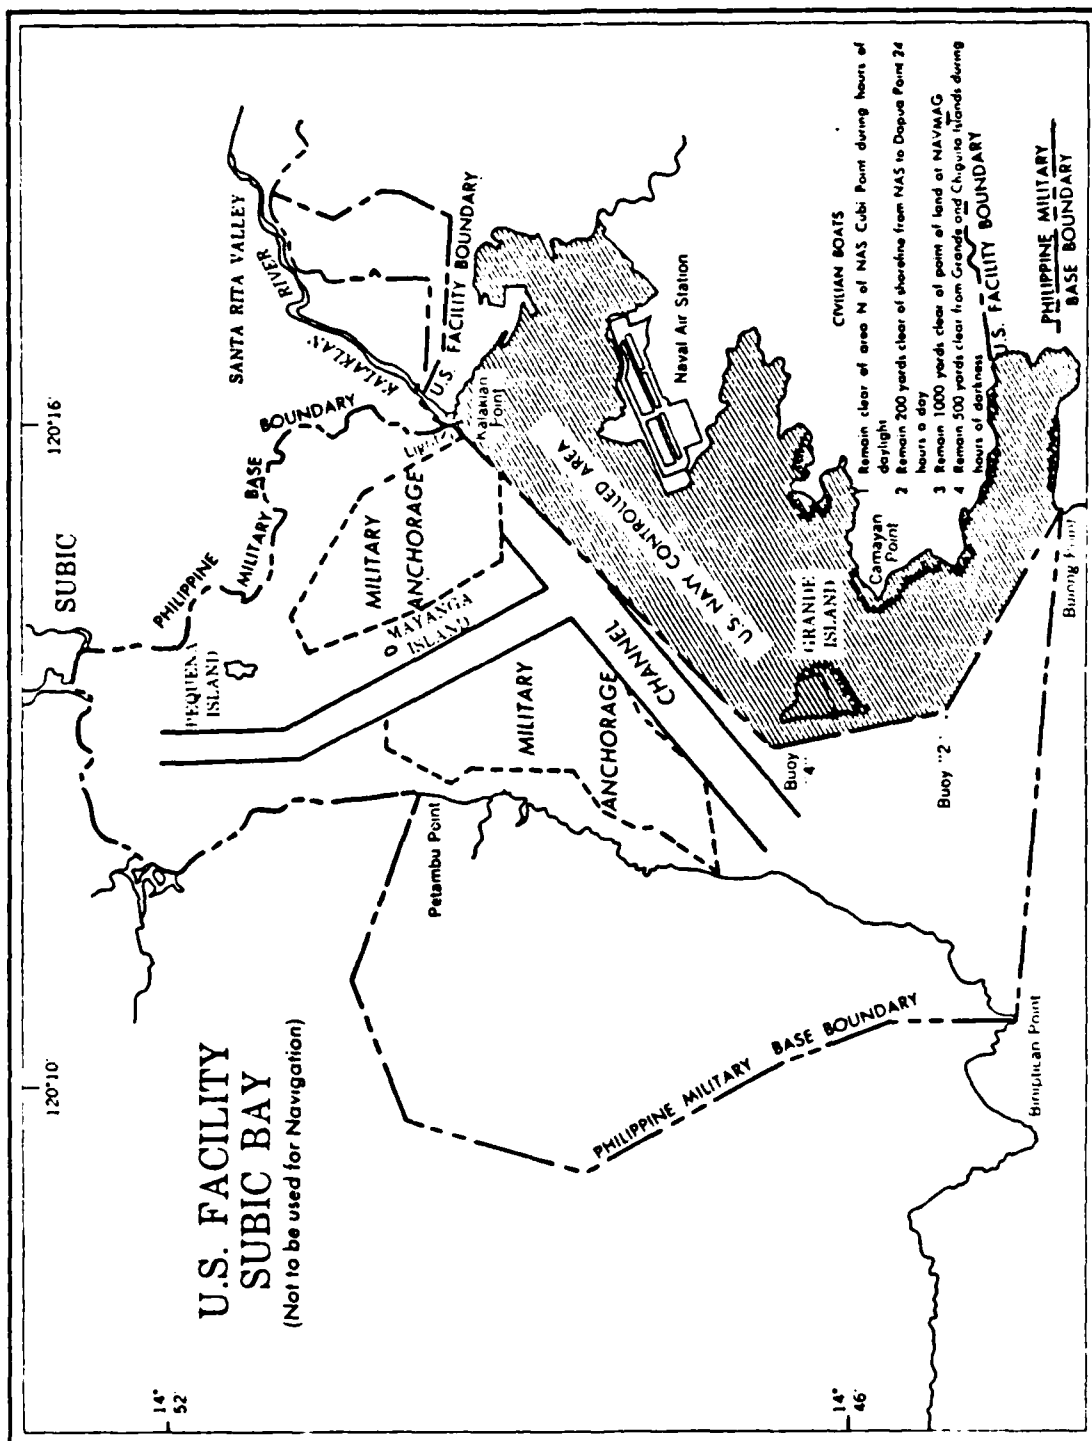 U.S. FACILITY
SUBIC BAY
(Not to be used for Navigation)
120°10'
120°16'
14°
52'
14°
46'
SUBIC
PEQUENA
ISLAND
PHILIPPINE
MILITARY
BASE
BOUNDARY
SANTA RITA VALLEY
KALAKLAN
RIVER
U.S. FACILITY BOUNDARY
MILITARY
ANCHORAGE
MAYANGA
ISLAND
Kalakian
Point
MILITARY
ANCHORAGE
CHANNEL
U.S. NAVY CONTROLLED AREA
Naval Air Station
Petambu Point
GRANDE
ISLAND
Camayan
Point
Buoy
"4"
Buoy "2"
PHILIPPINE MILITARY BASE BOUNDARY
Biniptican Point
Binong Point
CIVILIAN BOATS
Remain clear of area N of NAS Cubi Point during hours of
daylight
2 Remain 200 yards clear of shoreline from NAS to Dapua Point 24
hours a day
3 Remain 1000 yards clear of point of land at NAVMAG
4 Remain 500 yards clear from Grande and Chiquita Islands during
hours of darkness
U.S. FACILITY BOUNDARY
PHILIPPINE MILITARY
BASE BOUNDARY